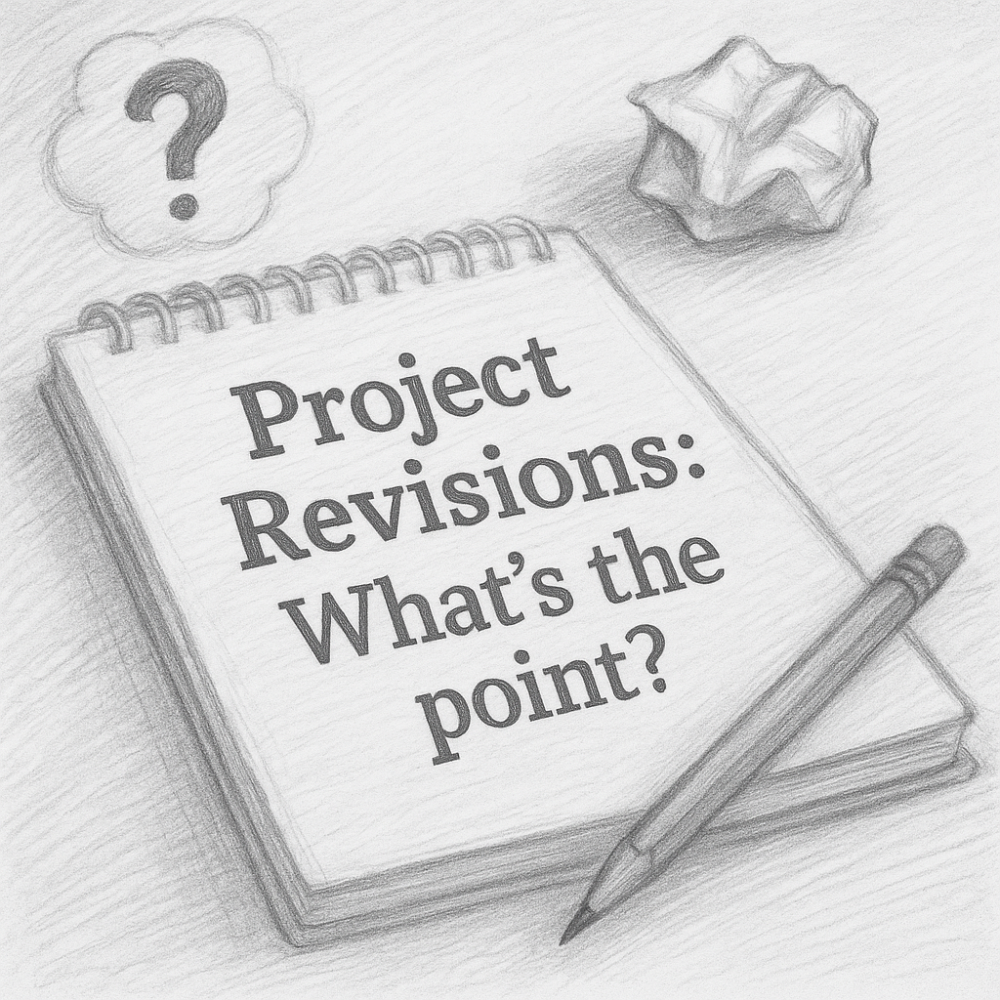 ?
Project
Revisions:
What's the
point?